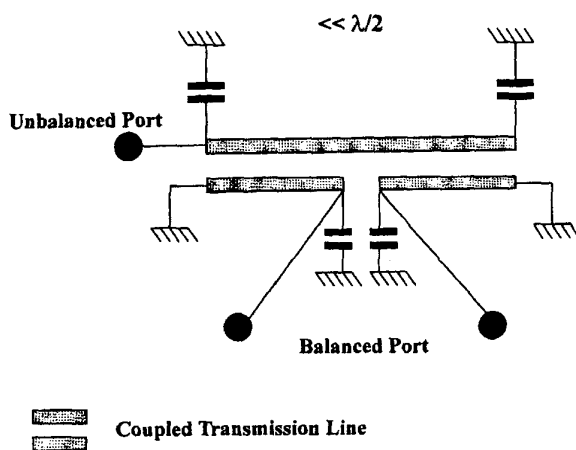 << λ/2
Unbalanced Port
Balanced Port
Coupled Transmission Line